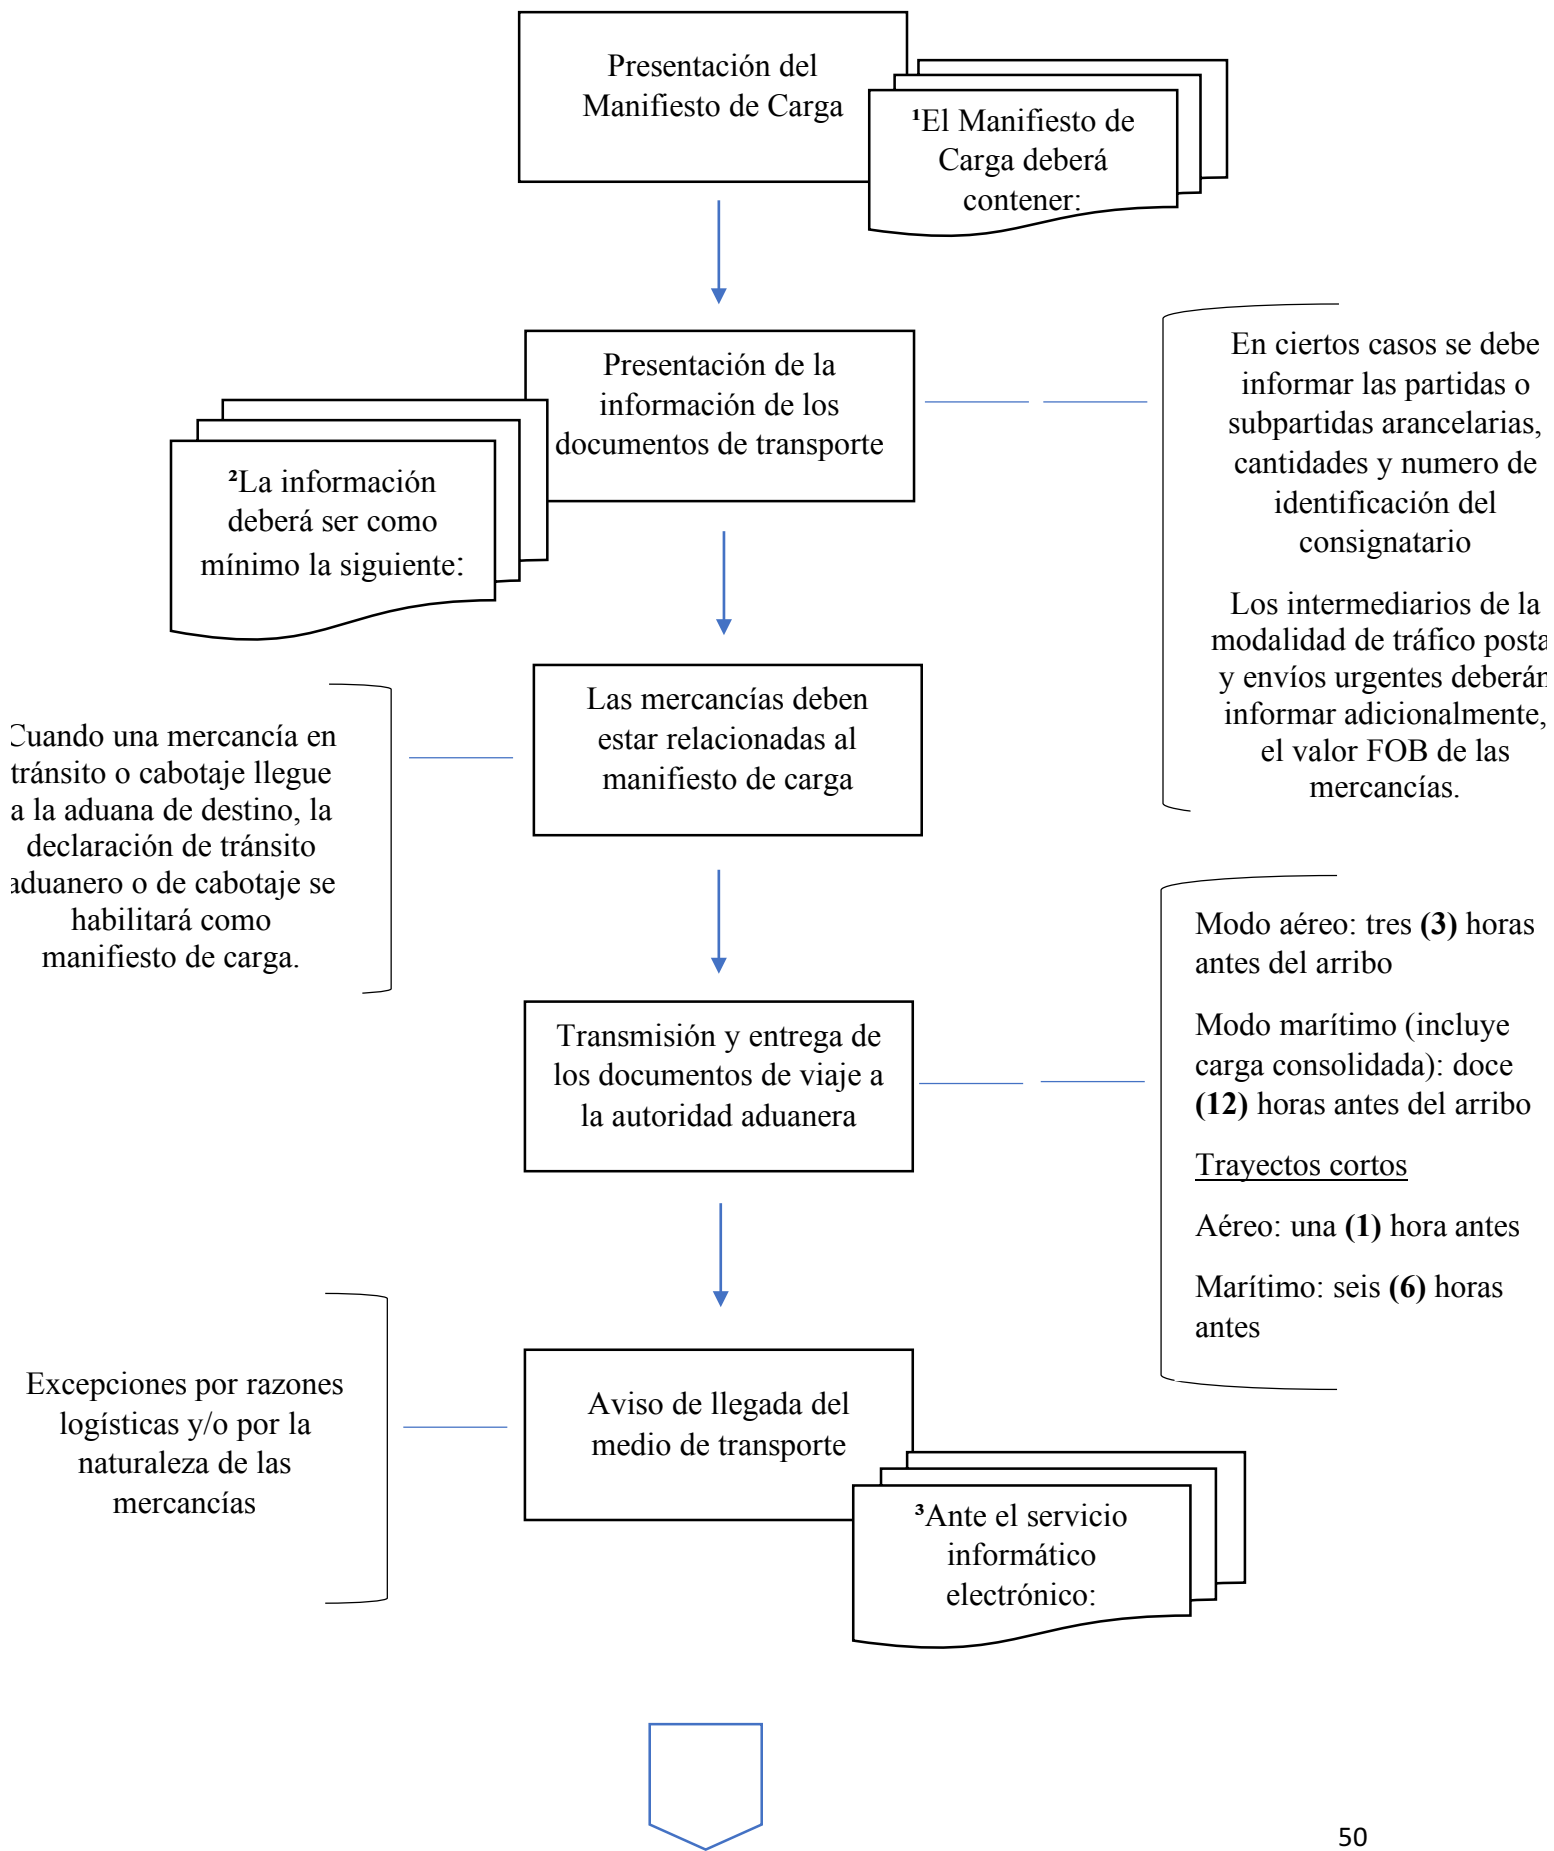 Presentación del
Manifiesto de Carga
¹El Manifiesto de
Carga deberá
contener:
Presentación de la
información de los
documentos de transporte
²La información
deberá ser como
mínimo la siguiente:
En ciertos casos se debe
informar las partidas o
subpartidas arancelarias,
cantidades y numero de
identificación del
consignatario
Los intermediarios de la
modalidad de tráfico posta
y envíos urgentes deberán
informar adicionalmente,
el valor FOB de las
mercancías.
Las mercancías deben
estar relacionadas al
manifiesto de carga
Cuando una mercancía en
tránsito o cabotaje llegue
a la aduana de destino, la
declaración de tránsito
aduanero o de cabotaje se
habilitará como
manifiesto de carga.
Transmisión y entrega de
los documentos de viaje a
la autoridad aduanera
Modo aéreo: tres (3) horas
antes del arribo
Modo marítimo (incluye
carga consolidada): doce
(12) horas antes del arribo
Trayectos cortos
Aéreo: una (1) hora antes
Marítimo: seis (6) horas
antes
Aviso de llegada del
medio de transporte
Excepciones por razones
logísticas y/o por la
naturaleza de las
mercancías
³Ante el servicio
informático
electrónico:
50